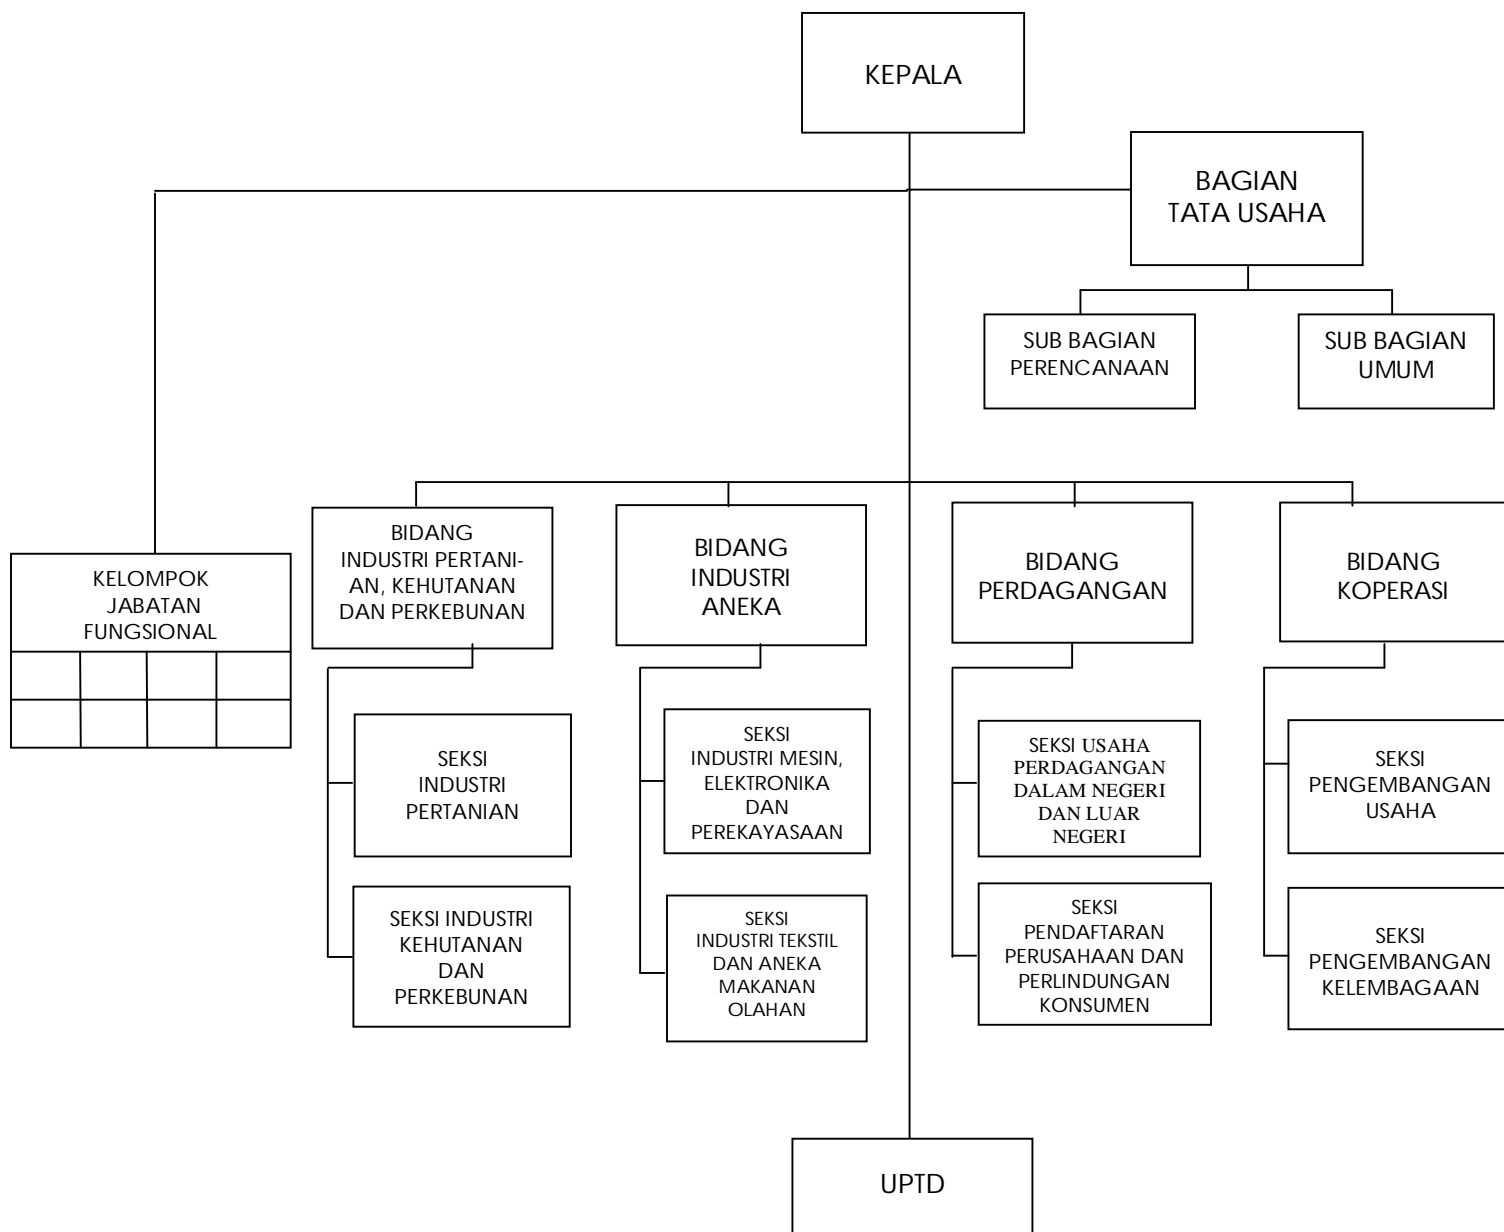 KEPALA
BAGIAN
TATA USAHA
SUB BAGIAN
PERENCANAAN
SUB BAGIAN
UMUM
KELOMPOK
JABATAN
FUNGSIONAL
BIDANG
INDUSTRI PERTANI-
AN, KEHUTANAN
DAN PERKEBUNAN
BIDANG
INDUSTRI
ANEKA
BIDANG
PERDAGANGAN
BIDANG
KOPERASI
SEKSI
INDUSTRI
PERTANIAN
SEKSI
INDUSTRI MESIN,
ELEKTRONIKA
DAN
PEREKAYASAAN
SEKSI USAHA
PERDAGANGAN
DALAM NEGERI
DAN LUAR
NEGERI
SEKSI
PENGEMBANGAN
USAHA
SEKSI INDUSTRI
KEHUTANAN
DAN
PERKEBUNAN
SEKSI
INDUSTRI TEKSTIL
DAN ANEKA
MAKANAN
OLAHAN
SEKSI
PENDAFTARAN
PERUSAHAAN DAN
PERLINDUNGAN
KONSUMEN
SEKSI
PENGEMBANGAN
KELEMBAGAAN
UPTD